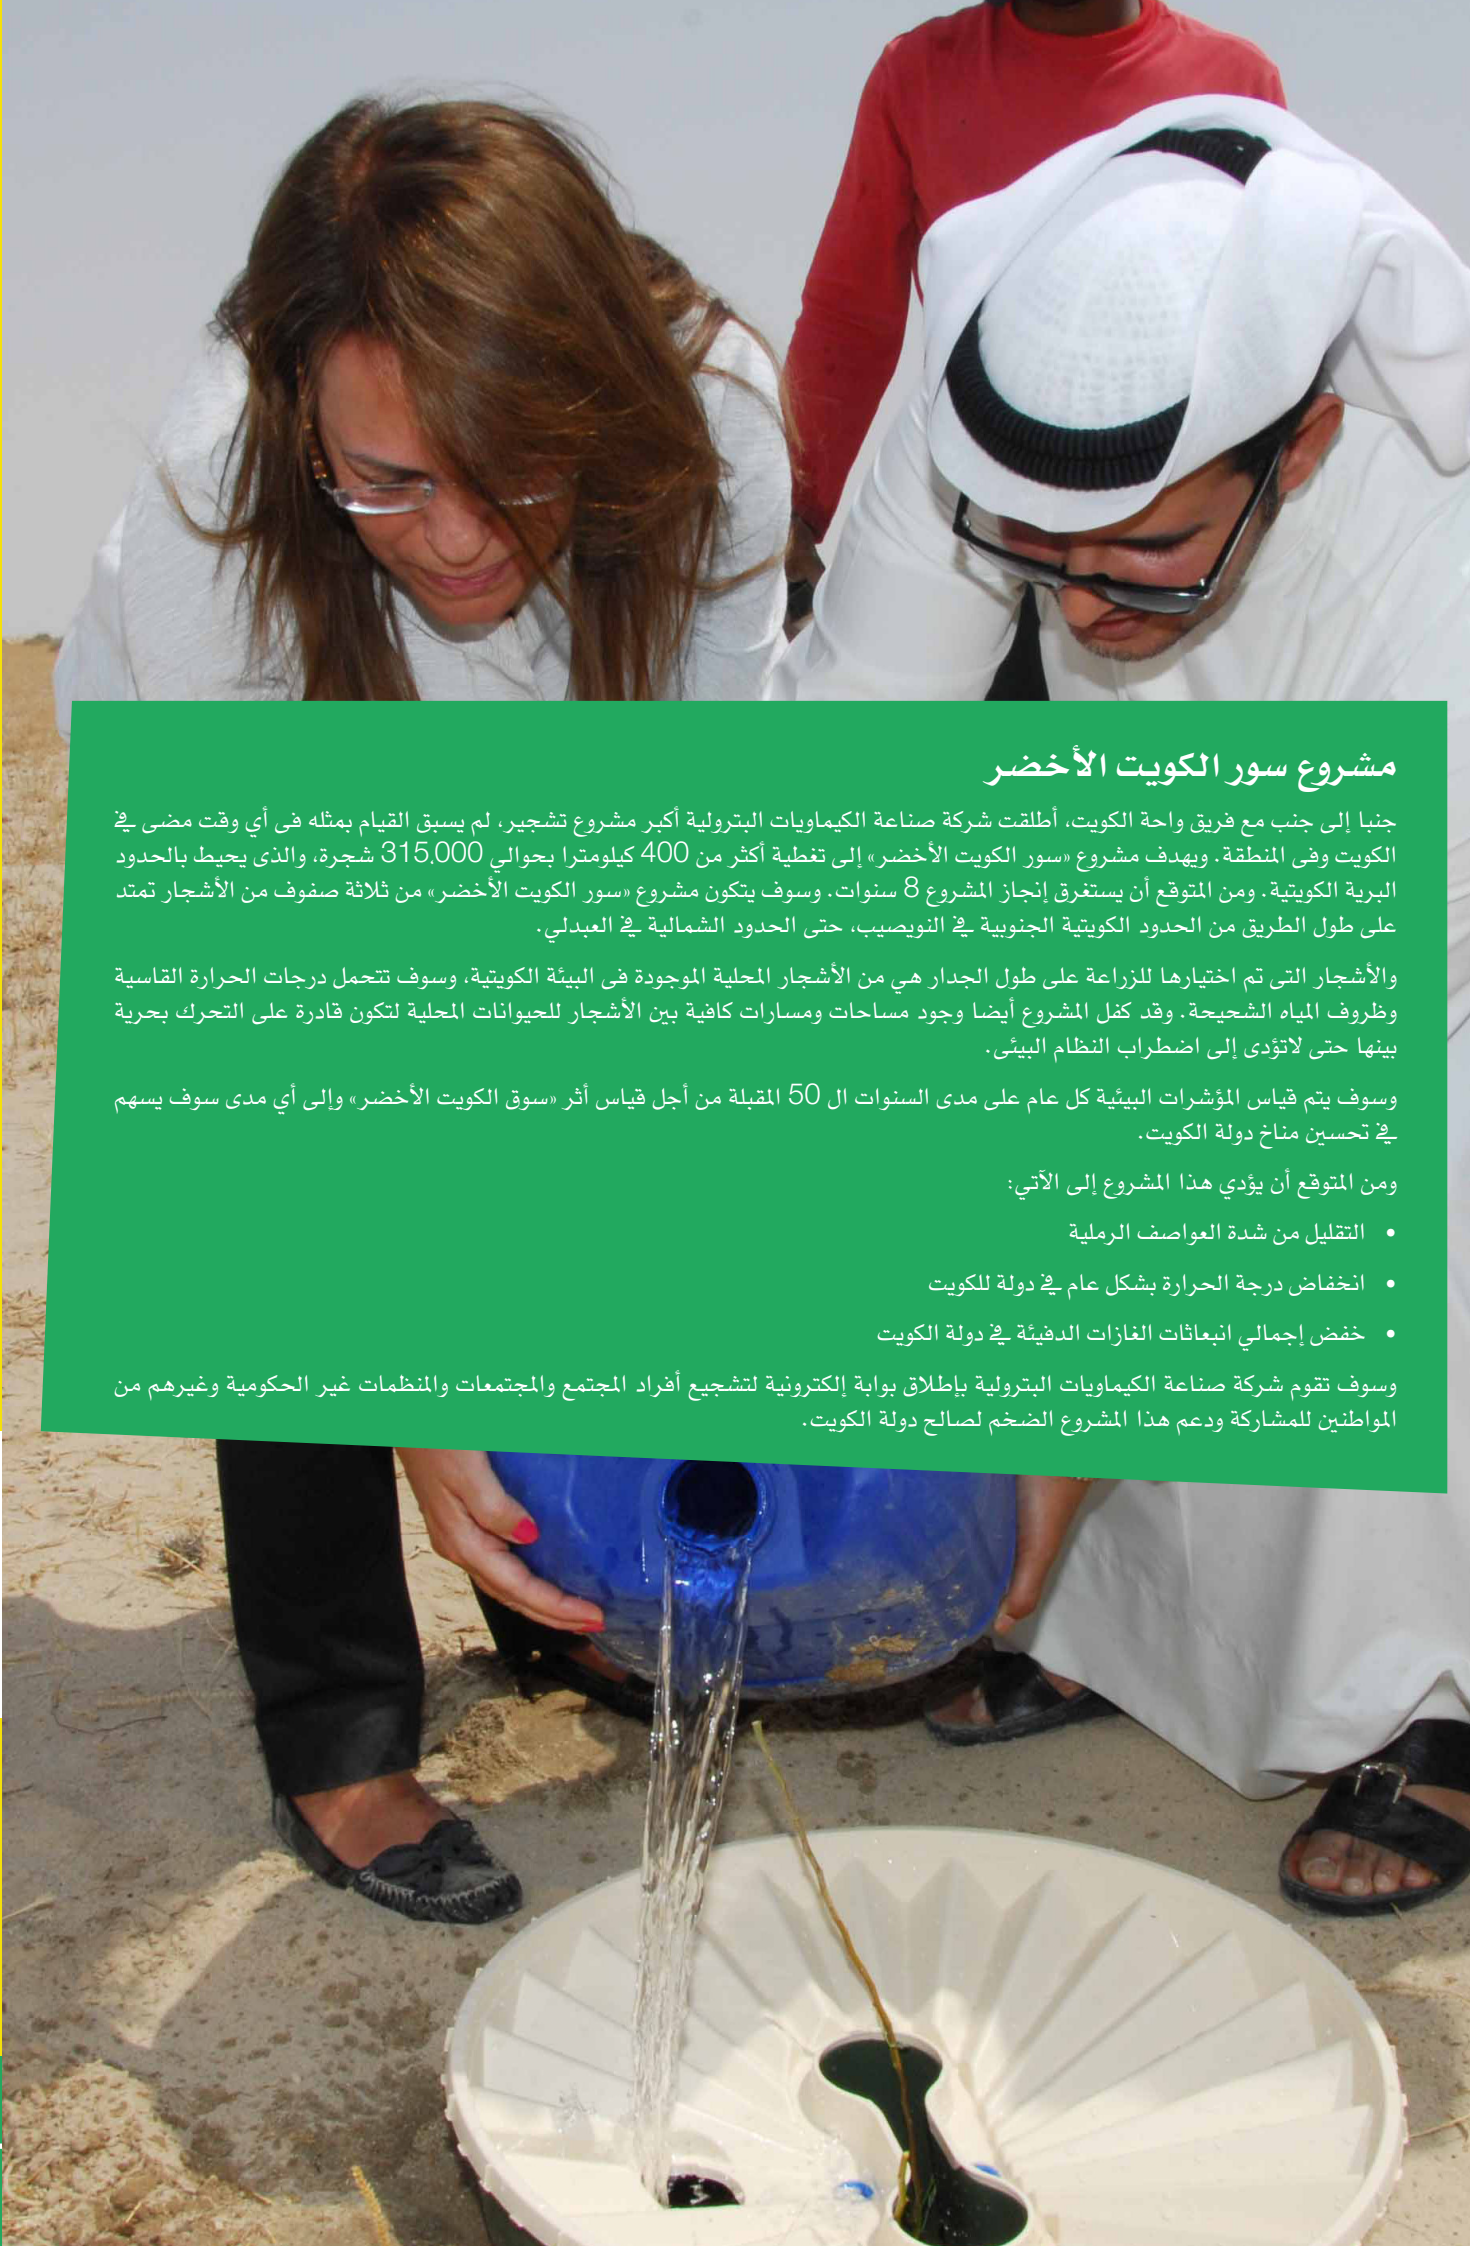 مشروع سور الكويت الأخضر
جنبا إلى جنب مع فريق واحة الكويت، أطلقت شركة صناعة الكيماويات البترولية أكبر مشروع تشجير، لم يسبق القيام بمثله فى أي وقت مضى في
الكويت وفى المنطقة. ويهدف مشروع «سور الكويت الأخضر» إلى تغطية أكثر من 400 كيلومترا بحوالي 315,000 شجرة، والذى يحيط بالحدود
البرية الكويتية. ومن المتوقع أن يستغرق إنجاز المشروع 8 سنوات. وسوف يتكون مشروع «سور الكويت الأخضر» من ثلاثة صفوف من الأشجار تمتد
على طول الطريق من الحدود الكويتية الجنوبية في النويصيب، حتى الحدود الشمالية في العبدلي.
والأشجار التى تم اختيارها للزراعة على طول الجدار هي من الأشجار المحلية الموجودة فى البيئة الكويتية، وسوف تتحمل درجات الحرارة القاسية
وظروف المياه الشحيحة. وقد كفل المشروع أيضا وجود مساحات ومسارات كافية بين الأشجار للحيوانات المحلية لتكون قادرة على التحرك بحرية
بينها حتى لاتؤدى إلى اضطراب النظام البيئى.
وسوف يتم قياس المؤشرات البيئية كل عام على مدى السنوات ال 50 المقبلة من أجل قياس أثر «سوق الكويت الأخضر» وإلى أي مدى سوف يسهم
في تحسين مناخ دولة الكويت.
ومن المتوقع أن يؤدي هذا المشروع إلى الآتي:
• التقليل من شدة العواصف الرملية
• انخفاض درجة الحرارة بشكل عام في دولة للكويت
• خفض إجمالي انبعاثات الغازات الدفيئة في دولة الكويت
وسوف تقوم شركة صناعة الكيماويات البترولية بإطلاق بوابة إلكترونية لتشجيع أفراد المجتمع والمجتمعات والمنظمات غير الحكومية وغيرهم من
المواطنين للمشاركة ودعم هذا المشروع الضخم لصالح دولة الكويت.